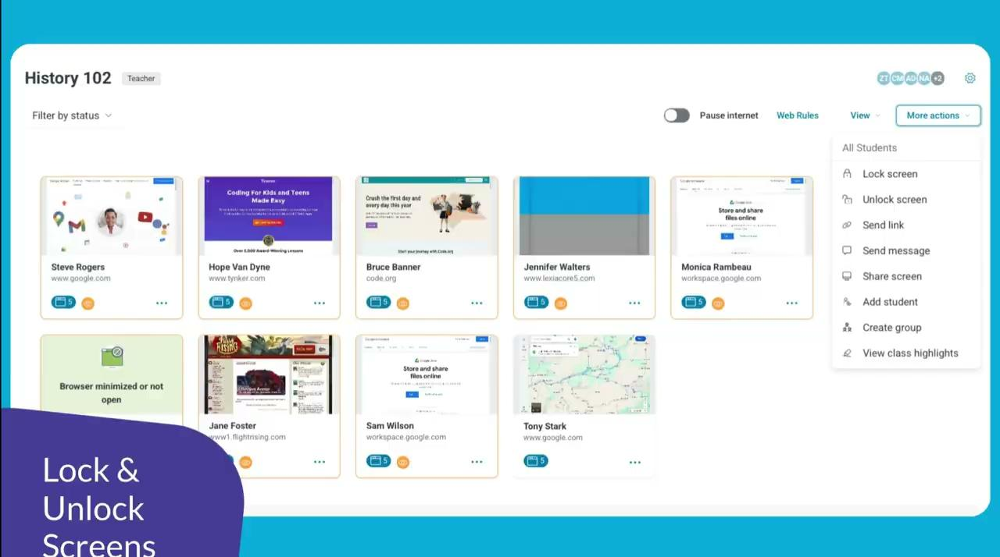 History 102
Teacher
ZT CM AD NA +2
Filter by status
Pause internet
Web Rules
View
More actions
All Students
Lock screen
Unlock screen
Send link
Send message
Share screen
Add student
Create group
View class highlights
Steve Rogers
www.google.com
5
Coding For Kids and Teens
Made Easy
Over 5,000 Award-Winning Lessons
Hope Van Dyne
www.tynker.com
5
Crush the first day and
every day this year
Start your journey with Code.org
Bruce Banner
code.org
5
Jennifer Walters
www.lexiacore5.com
5
Store and share
files online
Monica Rambeau
workspace.google.com
5
Browser minimized or not
open
Jane Foster
www1.flightrising.com
Store and share
files online
Sam Wilson
workspace.google.com
5
Tony Stark
www.google.com
5
Lock &
Unlock
Screens